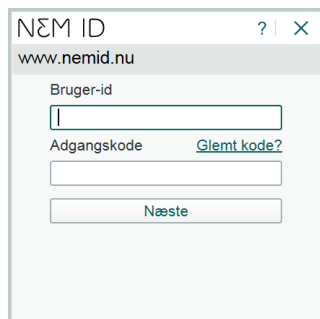 NEM ID ?
www.nemid.nu
Bruger-id
Adgangskode Glemt kode?
Næste